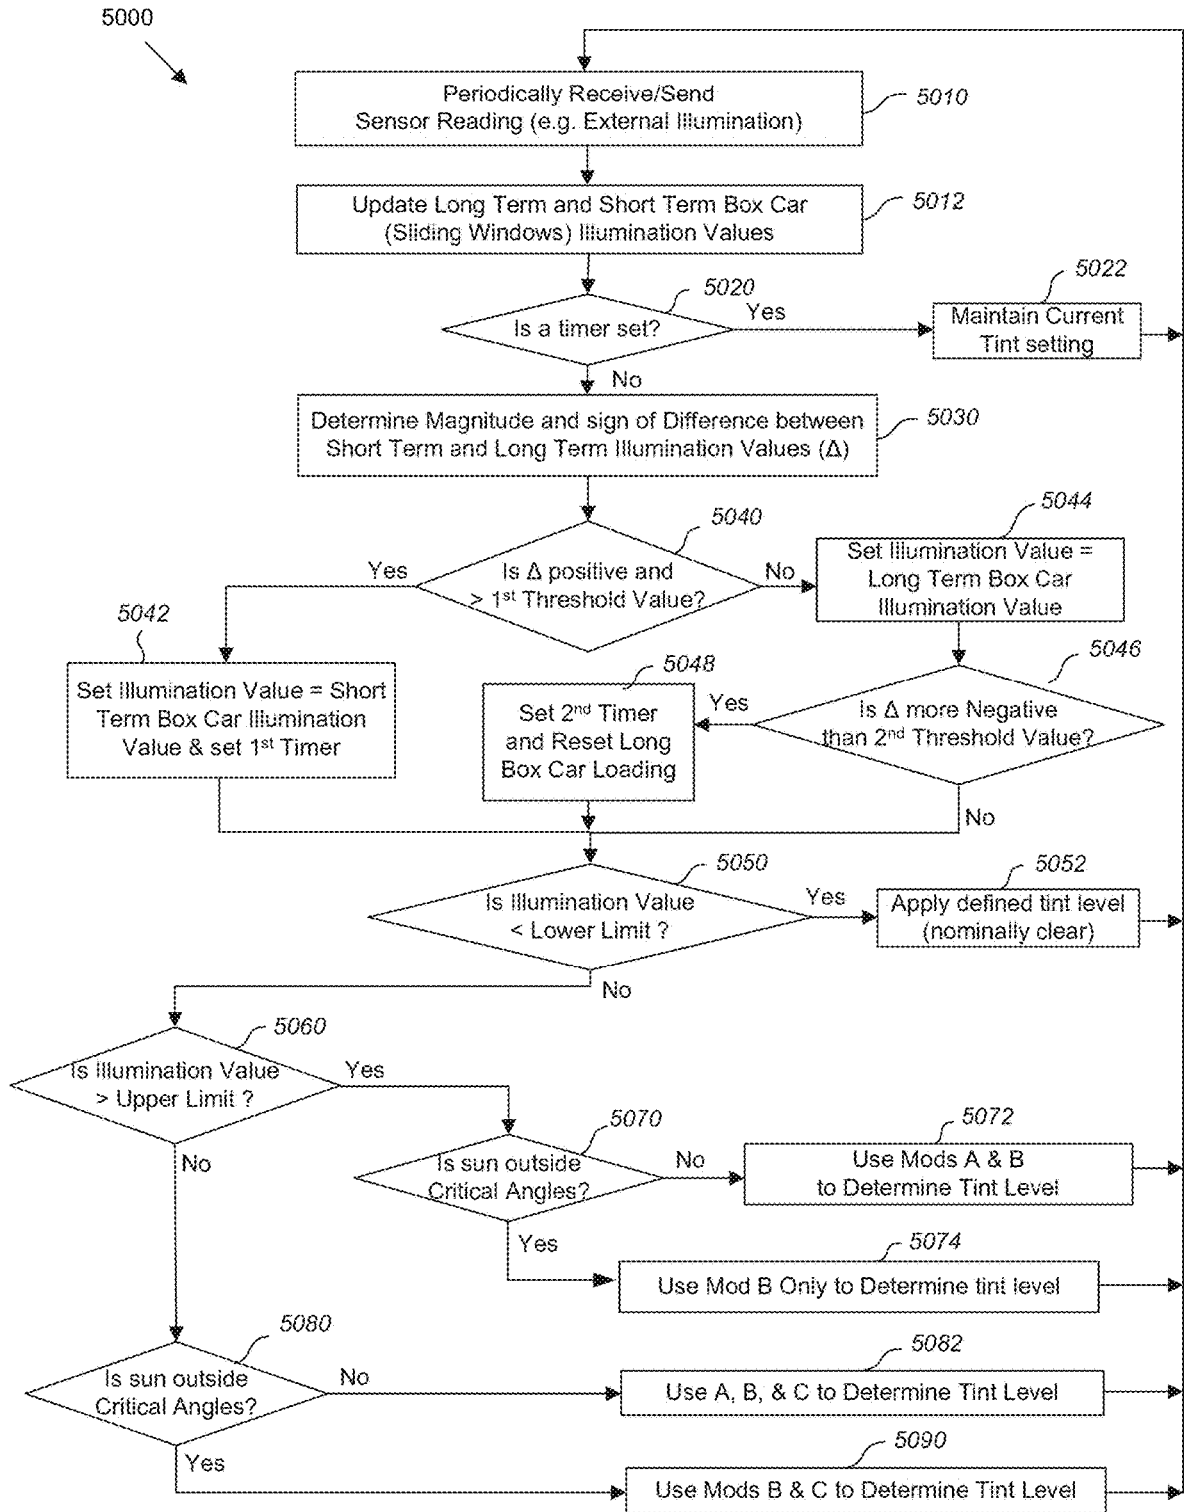 5000
Periodically Receive/Send
Sensor Reading (e.g. External Illumination)
5010
Update Long Term and Short Term Box Car
(Sliding Windows) Illumination Values
5012
5020
Is a timer set?
Yes
5022
Maintain Current
Tint setting
No
Determine Magnitude and sign of Difference between
Short Term and Long Term Illumination Values (Δ)
5030
5040
Is Δ positive and
> 1st Threshold Value?
Yes
No
5044
Set Illumination Value =
Long Term Box Car
Illumination Value
5042
Set Illumination Value = Short
Term Box Car Illumination
Value & set 1st Timer
5048
Set 2nd Timer
and Reset Long
Box Car Loading
Yes
5046
Is Δ more Negative
than 2nd Threshold Value?
No
5050
Is Illumination Value
< Lower Limit ?
Yes
5052
Apply defined tint level
(nominally clear)
No
5060
Is Illumination Value
> Upper Limit ?
Yes
No
5070
Is sun outside
Critical Angles?
No
5072
Use Mods A & B
to Determine Tint Level
Yes
5074
Use Mod B Only to Determine tint level
5080
Is sun outside
Critical Angles?
No
5082
Use A, B, & C to Determine Tint Level
Yes
5090
Use Mods B & C to Determine Tint Level